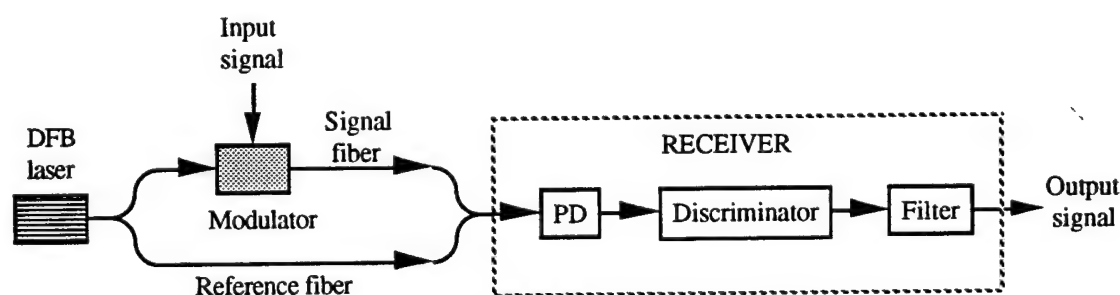 Input
signal
DFB
laser
Signal
fiber
Modulator
Reference fiber
RECEIVER
PD
Discriminator
Filter
Output
signal